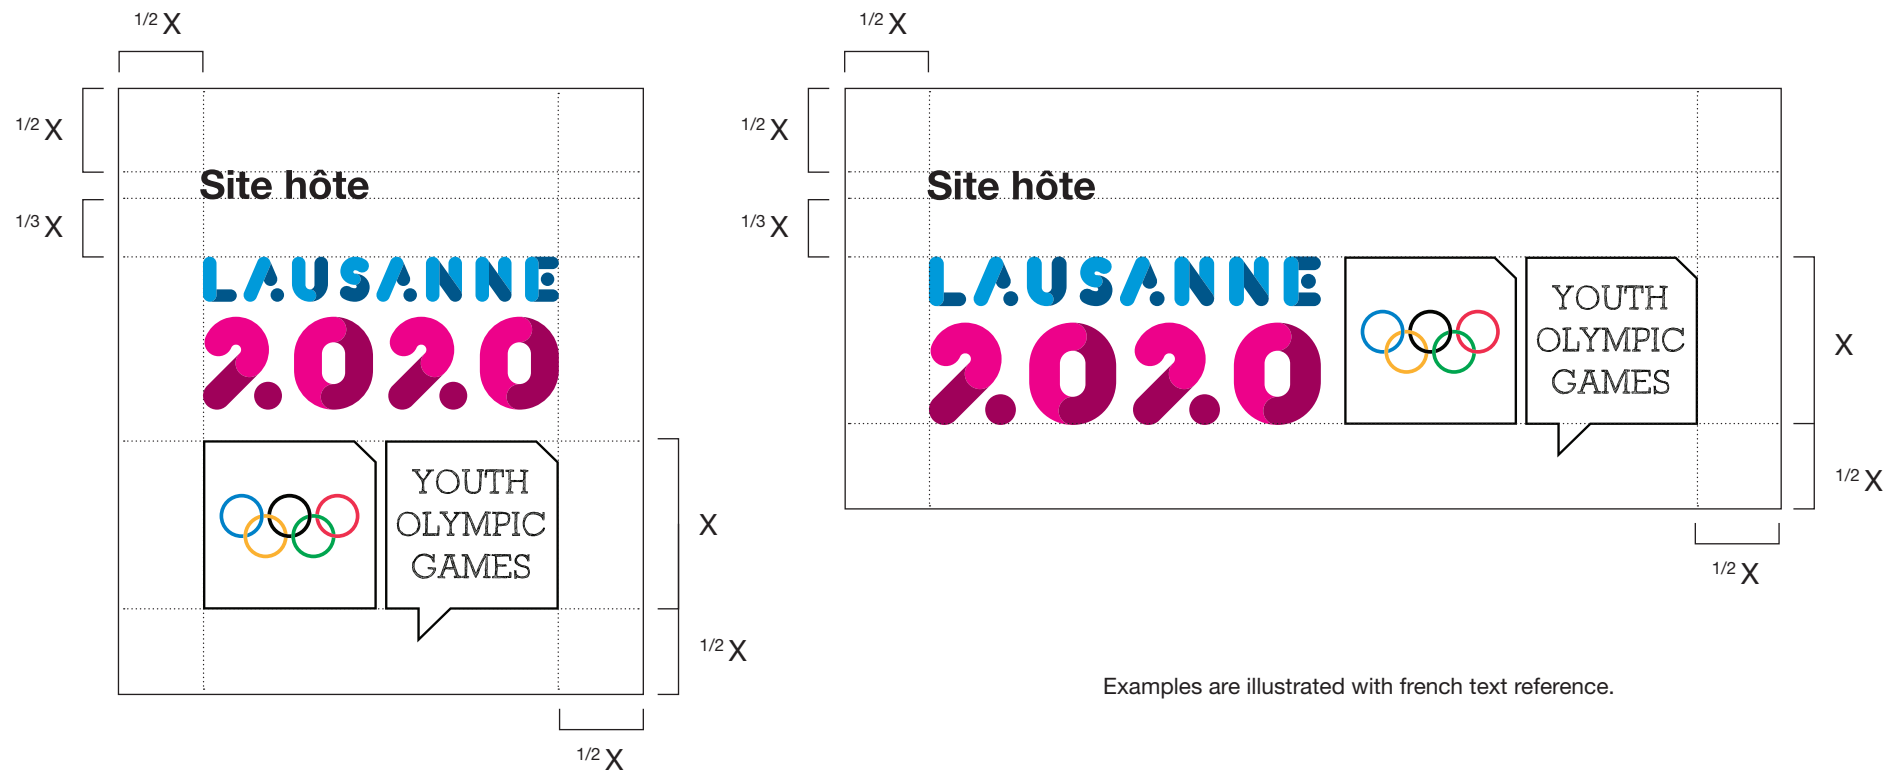 1/2 X
1/2 X
1/3 X
Site hôte
LAUSANNE
2020
YOUTH
OLYMPIC
GAMES
X
1/2 X
1/2 X
1/2 X
1/2 X
1/3 X
Site hôte
LAUSANNE
2020
YOUTH
OLYMPIC
GAMES
X
1/2 X
1/2 X
Examples are illustrated with french text reference.